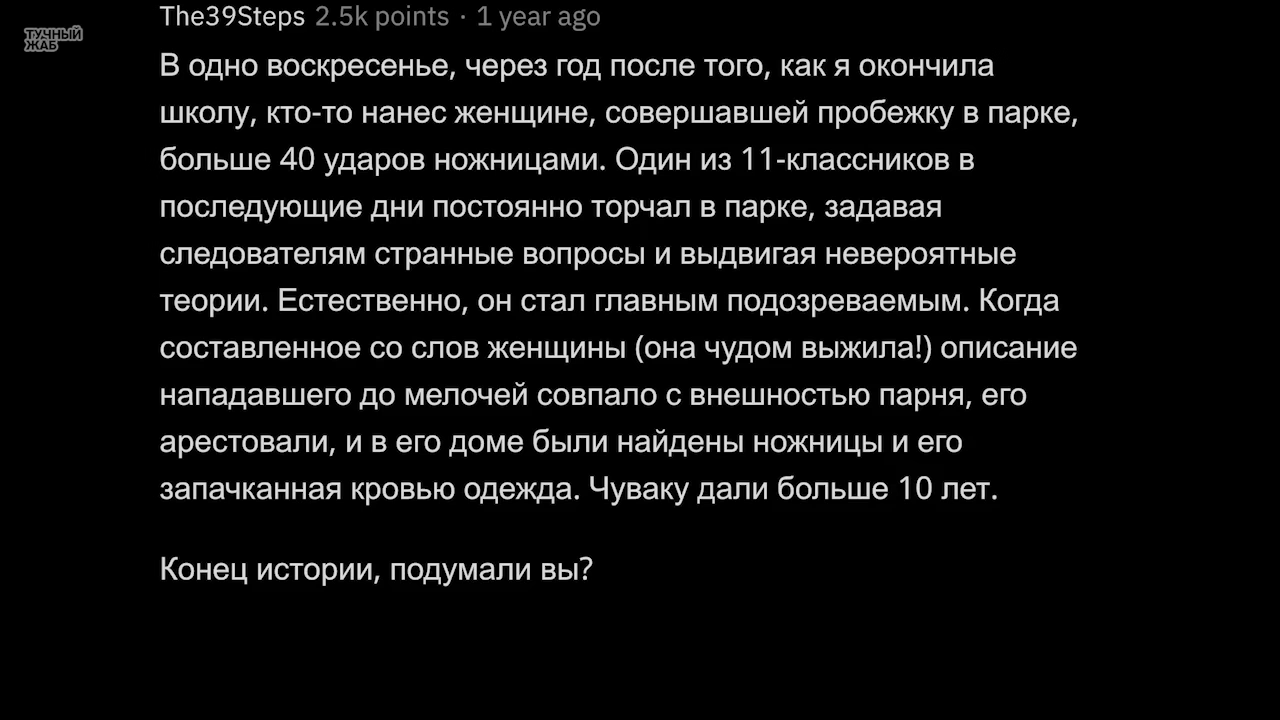 The39Steps 2.5k points · 1 year ago
ТУЧНЫЙ
ЖАБ
В одно воскресенье, через год после того, как я окончила
школу, кто-то нанес женщине, совершавшей пробежку в парке,
больше 40 ударов ножницами. Один из 11-классников в
последующие дни постоянно торчал в парке, задавая
следователям странные вопросы и выдвигая невероятные
теории. Естественно, он стал главным подозреваемым. Когда
составленное со слов женщины (она чудом выжила!) описание
нападавшего до мелочей совпало с внешностью парня, его
арестовали, и в его доме были найдены ножницы и его
запачканная кровью одежда. Чуваку дали больше 10 лет.
Конец истории, подумали вы?